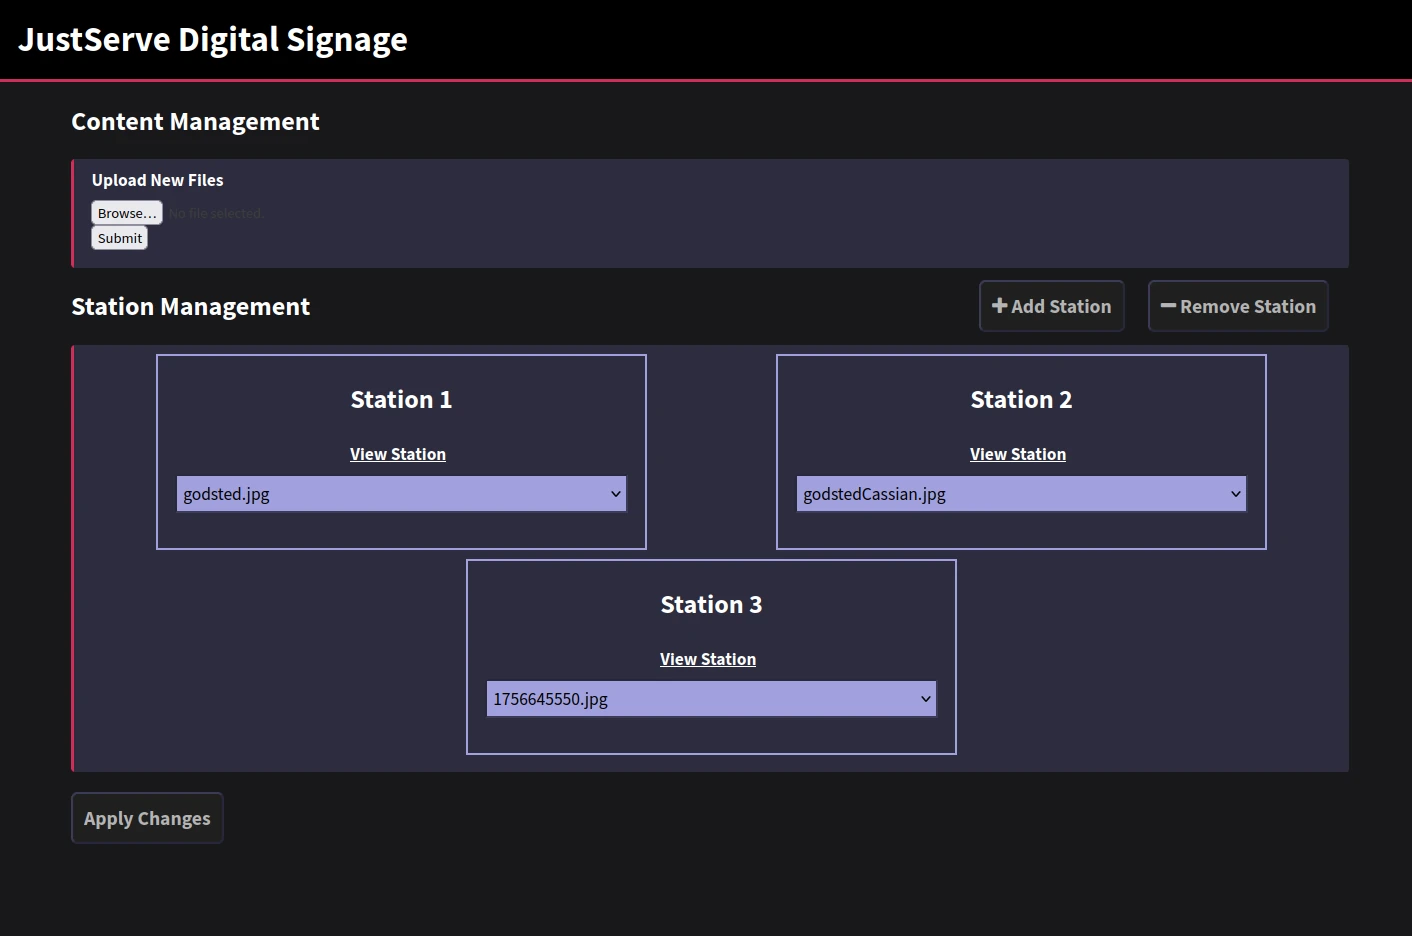 JustServe Digital Signage
Content Management
Upload New Files
Browse... No file selected.
Submit
Station Management
Add Station
Remove Station
Station 1
View Station
godsted.jpg
Station 2
View Station
godstedCassian.jpg
Station 3
View Station
1756645550.jpg
Apply Changes